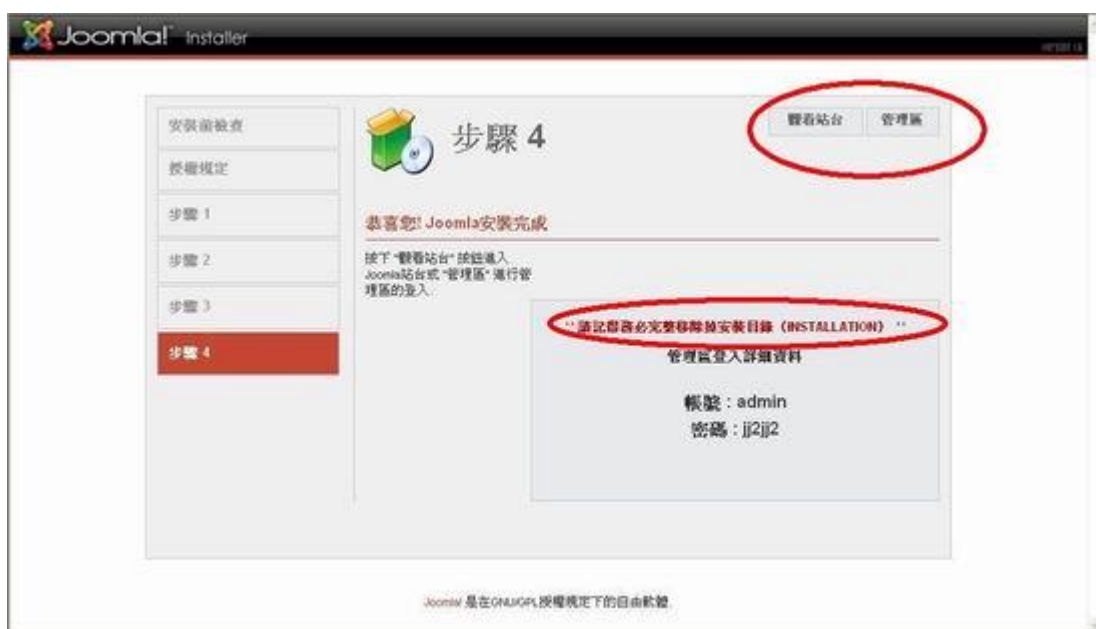 Joomla! Installer
安裝前檢查
授權規定
步驟 1
步驟 2
步驟 3
步驟 4
步驟 4
觀看站台
管理區
恭喜您! Joomla安裝完成
按下 "觀看站台" 按鈕進入
Joomla站台或 "管理區" 進行管
理區的登入.
請記得務必完整移除掉安裝目錄 (INSTALLATION)
管理區登入詳細資料
帳號 : admin
密碼 : jj2jj2
Joomla! 是在GNU/GPL授權規定下的自由軟體.